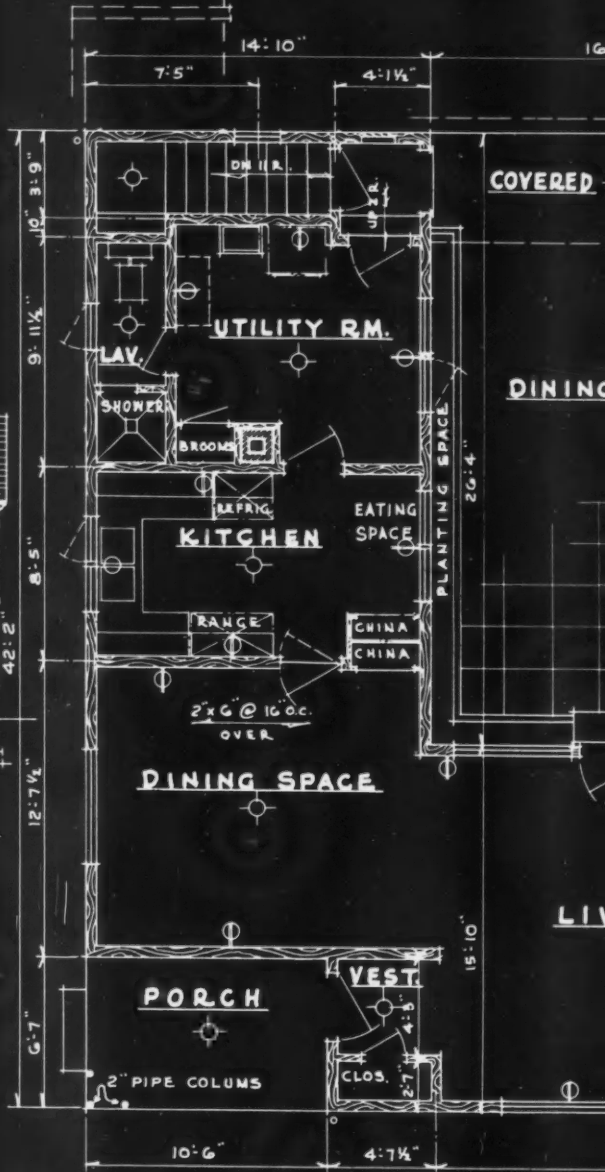 14'-10"
16
7'-5"
4'-1½"
3'-9"
DN 11 R.
UP 2 R.
COVERED
10"
9'-11½"
UTILITY RM.
LAV.
DINING
SHOWER
BROOMS
PLANTING SPACE
26'-4"
REFRIG.
EATING
SPACE
KITCHEN
8'-5"
RANGE
CHINA
CHINA
42'-2"
2"x6" @ 16" O.C.
OVER
DINING SPACE
12'-7½"
LIV
15'-10"
VEST.
PORCH
4'-8"
6'-7"
2" PIPE COLUMS
CLOS.
2'-7"
10'-6"
4'-7½"